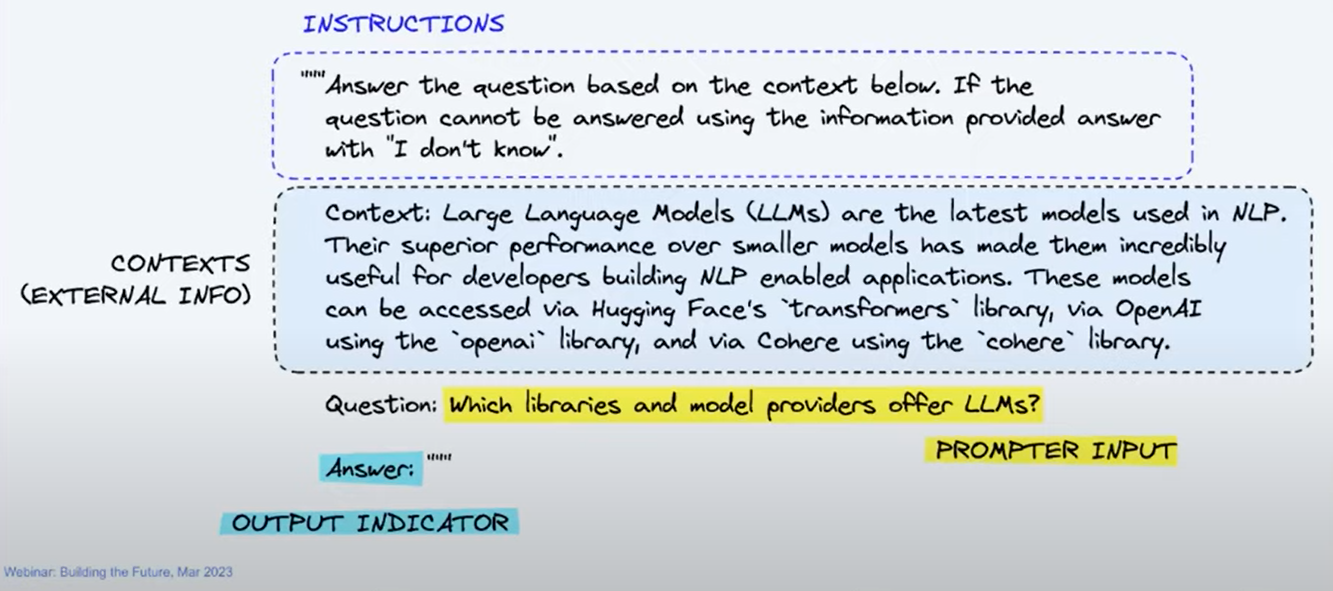 INSTRUCTIONS
"""Answer the question based on the context below. If the
question cannot be answered using the information provided answer
with "I don't know".
CONTEXTS
(EXTERNAL INFO)
Context: Large Language Models (LLMs) are the latest models used in NLP.
Their superior performance over smaller models has made them incredibly
useful for developers building NLP enabled applications. These models
can be accessed via Hugging Face's `transformers` library, via OpenAI
using the `openai` library, and via Cohere using the `cohere` library.
Question: Which libraries and model providers offer LLMs?
PROMPTER INPUT
Answer: """
OUTPUT INDICATOR
Webinar: Building the Future, Mar 2023